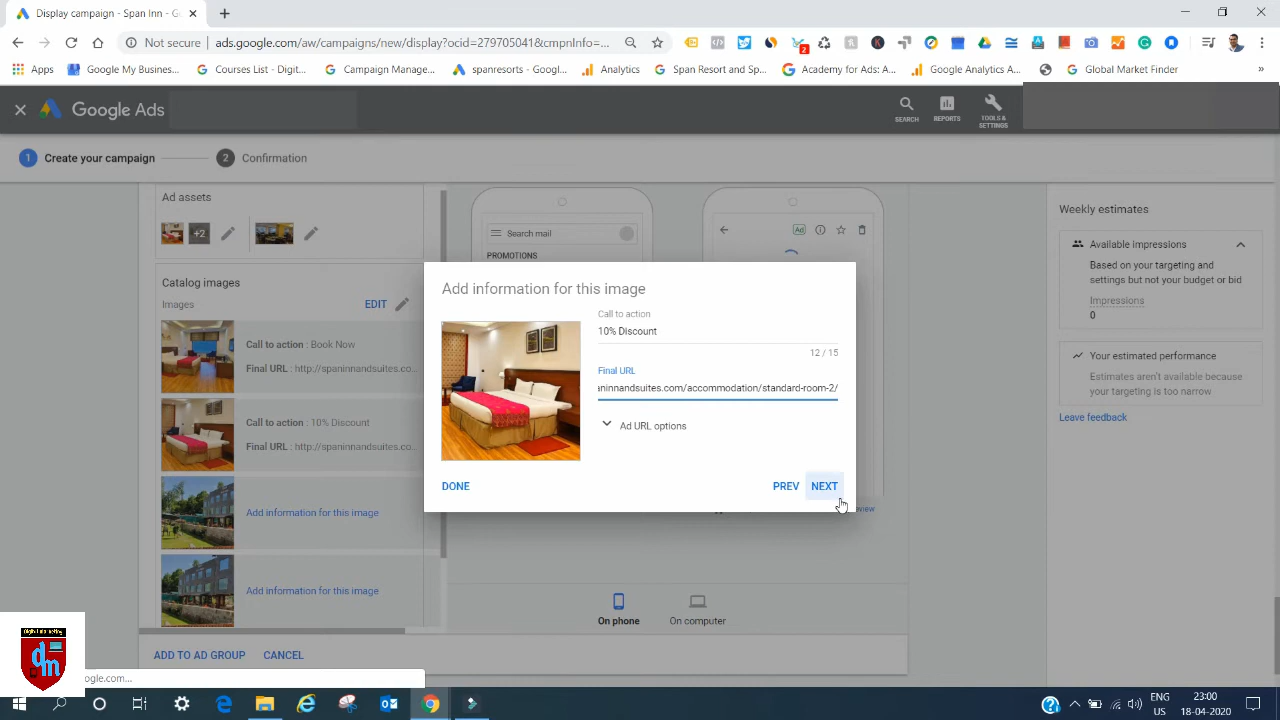 Display campaign - Span Inn - G
Not secure
ads.google.com/aw/campaigns/new/display?ocid=279705041&cmpnInfo=...
2
Apps
Google My Business...
Courses List - Digit...
Campaign Manage...
spanresorts - Googl...
Analytics
Span Resort and Sp...
Academy for Ads: A...
Google Analytics A...
Global Market Finder
»
Google Ads
SEARCH
REPORTS
TOOLS &
SETTINGS
1
Create your campaign
2
Confirmation
Ad assets
+2
Search mail
PROMOTIONS
Ad
Weekly estimates
Available impressions
Based on your targeting and
settings but not your budget or bid
Impressions
0
Your estimated performance
Estimates aren't available because
your targeting is too narrow
Leave feedback
Catalog images
Images
EDIT
Call to action : Book Now
Final URL : http://spaninnandsuites.co...
Call to action : 10% Discount
Final URL : http://spaninnandsuites.co...
Add information for this image
Add information for this image
Add information for this image
Call to action
10% Discount
12 / 15
Final URL
aninnandsuites.com/accommodation/standard-room-2/
Ad URL options
DONE
PREV
NEXT
eview
On phone
On computer
ADD TO AD GROUP
CANCEL
dm
ogle.com...
ENG
US
23:00
18-04-2020